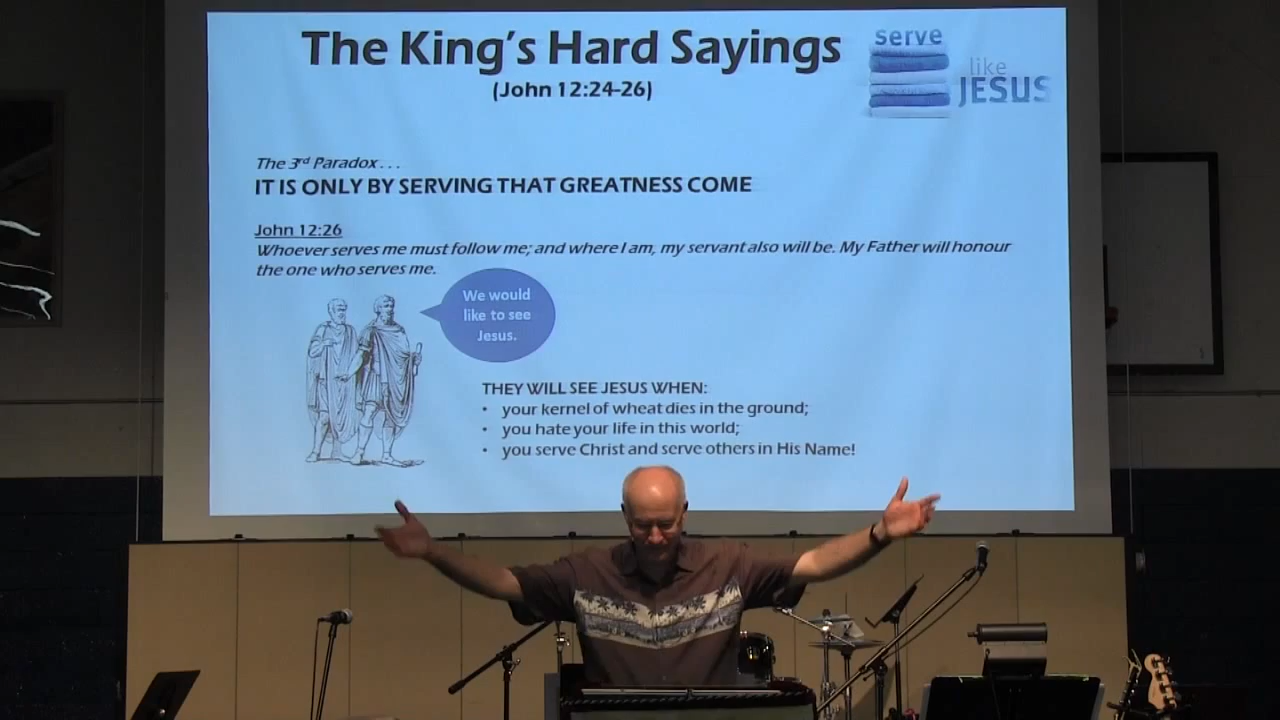 The King's Hard Sayings
(John 12:24-26)
serve
like
JESUS
The 3rd Paradox . . .
IT IS ONLY BY SERVING THAT GREATNESS COME
John 12:26
Whoever serves me must follow me; and where I am, my servant also will be. My Father will honour
the one who serves me.
We would
like to see
Jesus.
THEY WILL SEE JESUS WHEN:
• your kernel of wheat dies in the ground;
• you hate your life in this world;
• you serve Christ and serve others in His Name!